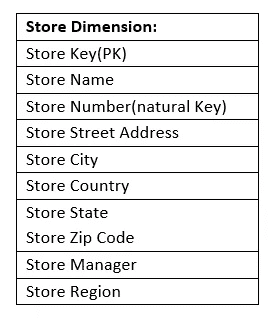 Store Dimension:
Store Key(PK)
Store Name
Store Number(natural Key)
Store Street Address
Store City
Store Country
Store State
Store Zip Code
Store Manager
Store Region